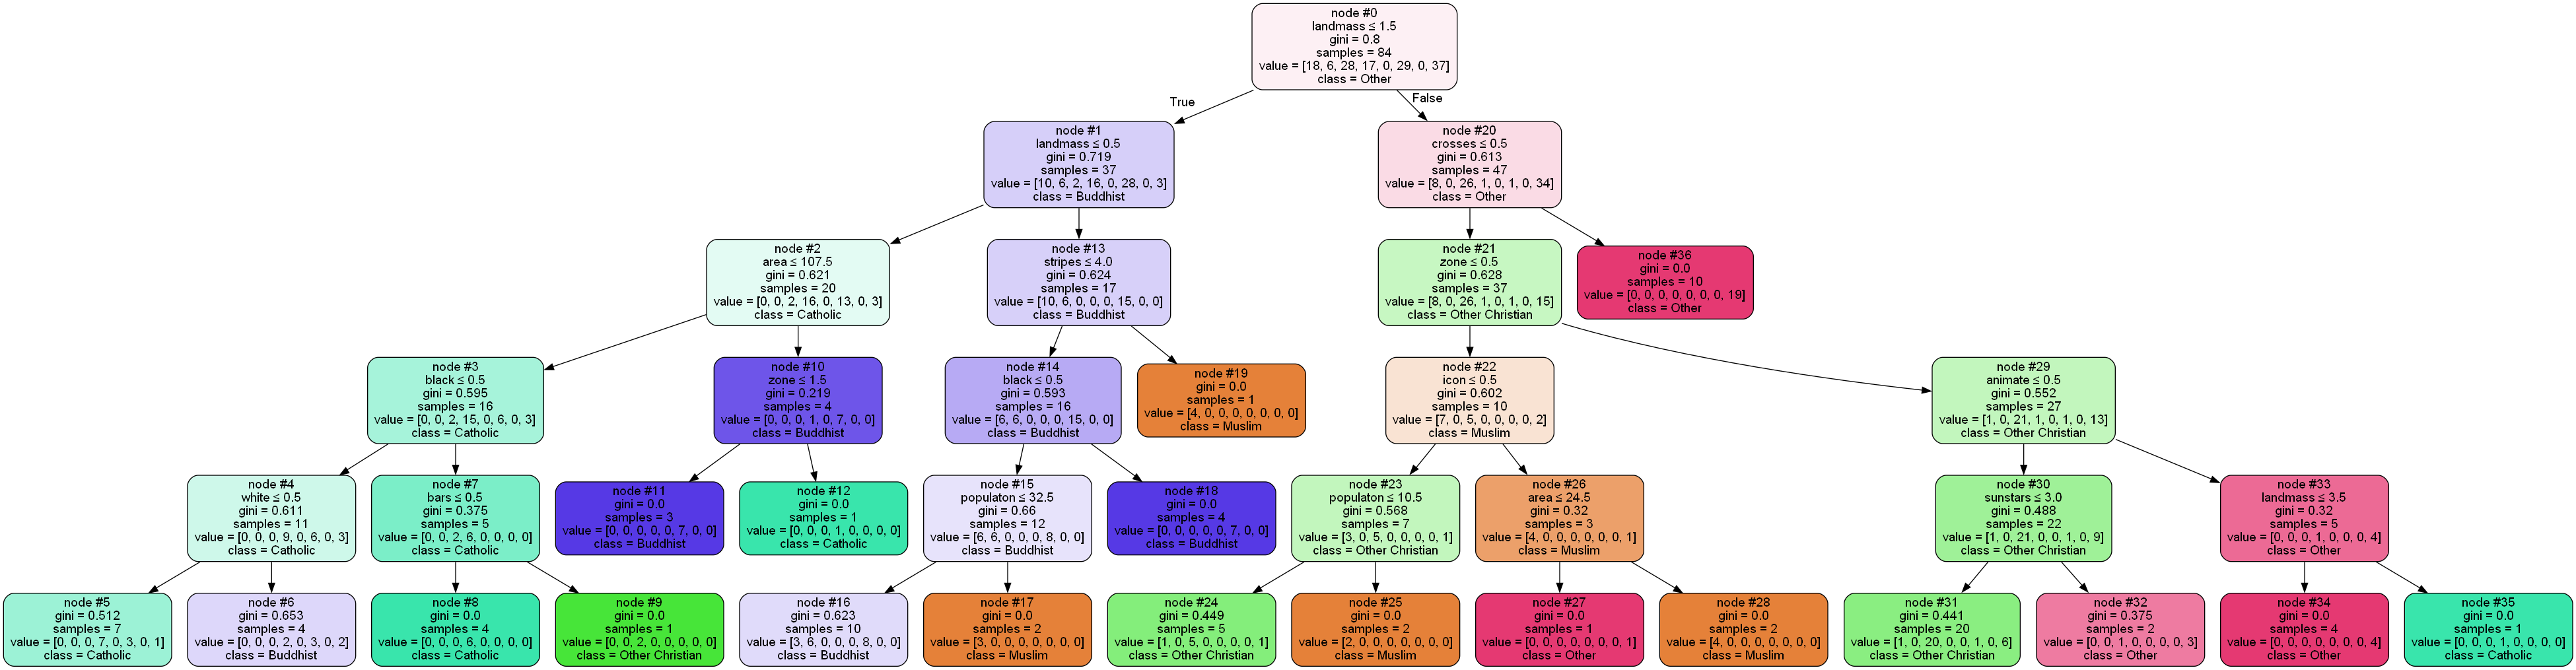 node #0
landmass ≤ 1.5
gini = 0.8
samples = 84
value = [18, 6, 28, 17, 0, 29, 0, 37]
class = Other
True
False
node #1
landmass ≤ 0.5
gini = 0.719
samples = 37
value = [10, 6, 2, 16, 0, 28, 0, 3]
class = Buddhist
node #20
crosses ≤ 0.5
gini = 0.613
samples = 47
value = [8, 0, 26, 1, 0, 1, 0, 34]
class = Other
node #2
area ≤ 107.5
gini = 0.621
samples = 20
value = [0, 0, 2, 16, 0, 13, 0, 3]
class = Catholic
node #13
stripes ≤ 4.0
gini = 0.624
samples = 17
value = [10, 6, 0, 0, 0, 15, 0, 0]
class = Buddhist
node #21
zone ≤ 0.5
gini = 0.628
samples = 37
value = [8, 0, 26, 1, 0, 1, 0, 15]
class = Other Christian
node #36
gini = 0.0
samples = 10
value = [0, 0, 0, 0, 0, 0, 0, 19]
class = Other
node #3
black ≤ 0.5
gini = 0.595
samples = 16
value = [0, 0, 2, 15, 0, 6, 0, 3]
class = Catholic
node #10
zone ≤ 1.5
gini = 0.219
samples = 4
value = [0, 0, 0, 1, 0, 7, 0, 0]
class = Buddhist
node #14
black ≤ 0.5
gini = 0.593
samples = 16
value = [6, 6, 0, 0, 0, 15, 0, 0]
class = Buddhist
node #19
gini = 0.0
samples = 1
value = [4, 0, 0, 0, 0, 0, 0, 0]
class = Muslim
node #22
icon ≤ 0.5
gini = 0.602
samples = 10
value = [7, 0, 5, 0, 0, 0, 0, 2]
class = Muslim
node #29
animate ≤ 0.5
gini = 0.552
samples = 27
value = [1, 0, 21, 1, 0, 1, 0, 13]
class = Other Christian
node #4
white ≤ 0.5
gini = 0.611
samples = 11
value = [0, 0, 0, 9, 0, 6, 0, 3]
class = Catholic
node #7
bars ≤ 0.5
gini = 0.375
samples = 5
value = [0, 0, 2, 6, 0, 0, 0, 0]
class = Catholic
node #11
gini = 0.0
samples = 3
value = [0, 0, 0, 0, 0, 7, 0, 0]
class = Buddhist
node #12
gini = 0.0
samples = 1
value = [0, 0, 0, 1, 0, 0, 0, 0]
class = Catholic
node #15
populaton ≤ 32.5
gini = 0.66
samples = 12
value = [6, 6, 0, 0, 0, 8, 0, 0]
class = Buddhist
node #18
gini = 0.0
samples = 4
value = [0, 0, 0, 0, 0, 7, 0, 0]
class = Buddhist
node #23
populaton ≤ 10.5
gini = 0.568
samples = 7
value = [3, 0, 5, 0, 0, 0, 0, 1]
class = Other Christian
node #26
area ≤ 24.5
gini = 0.32
samples = 3
value = [4, 0, 0, 0, 0, 0, 0, 1]
class = Muslim
node #30
sunstars ≤ 3.0
gini = 0.488
samples = 22
value = [1, 0, 21, 0, 0, 1, 0, 9]
class = Other Christian
node #33
landmass ≤ 3.5
gini = 0.32
samples = 5
value = [0, 0, 0, 1, 0, 0, 0, 4]
class = Other
node #5
gini = 0.512
samples = 7
value = [0, 0, 0, 7, 0, 3, 0, 1]
class = Catholic
node #6
gini = 0.653
samples = 4
value = [0, 0, 0, 2, 0, 3, 0, 2]
class = Buddhist
node #8
gini = 0.0
samples = 4
value = [0, 0, 0, 6, 0, 0, 0, 0]
class = Catholic
node #9
gini = 0.0
samples = 1
value = [0, 0, 2, 0, 0, 0, 0, 0]
class = Other Christian
node #16
gini = 0.623
samples = 10
value = [3, 6, 0, 0, 0, 8, 0, 0]
class = Buddhist
node #17
gini = 0.0
samples = 2
value = [3, 0, 0, 0, 0, 0, 0, 0]
class = Muslim
node #24
gini = 0.449
samples = 5
value = [1, 0, 5, 0, 0, 0, 0, 1]
class = Other Christian
node #25
gini = 0.0
samples = 2
value = [2, 0, 0, 0, 0, 0, 0, 0]
class = Muslim
node #27
gini = 0.0
samples = 1
value = [0, 0, 0, 0, 0, 0, 0, 1]
class = Other
node #28
gini = 0.0
samples = 2
value = [4, 0, 0, 0, 0, 0, 0, 0]
class = Muslim
node #31
gini = 0.441
samples = 20
value = [1, 0, 20, 0, 0, 1, 0, 6]
class = Other Christian
node #32
gini = 0.375
samples = 2
value = [0, 0, 1, 0, 0, 0, 0, 3]
class = Other
node #34
gini = 0.0
samples = 4
value = [0, 0, 0, 0, 0, 0, 0, 4]
class = Other
node #35
gini = 0.0
samples = 1
value = [0, 0, 0, 1, 0, 0, 0, 0]
class = Catholic